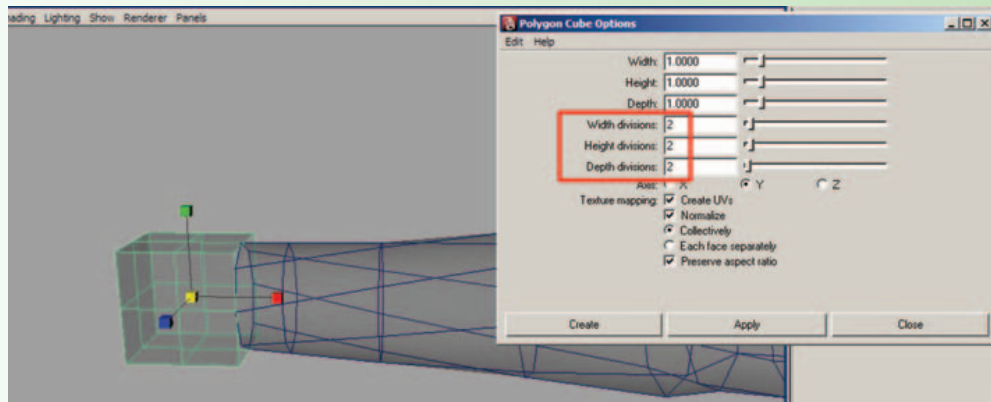 ading Lighting Show Renderer Panels
Polygon Cube Options
Edit Help
Width: 1.0000
Height: 1.0000
Depth: 1.0000
Width divisions: 2
Height divisions: 2
Depth divisions: 2
Axis: X Y Z
Texture mapping: Create UVs
Normalize
Collectively
Each face separately
Preserve aspect ratio
Create Apply Close